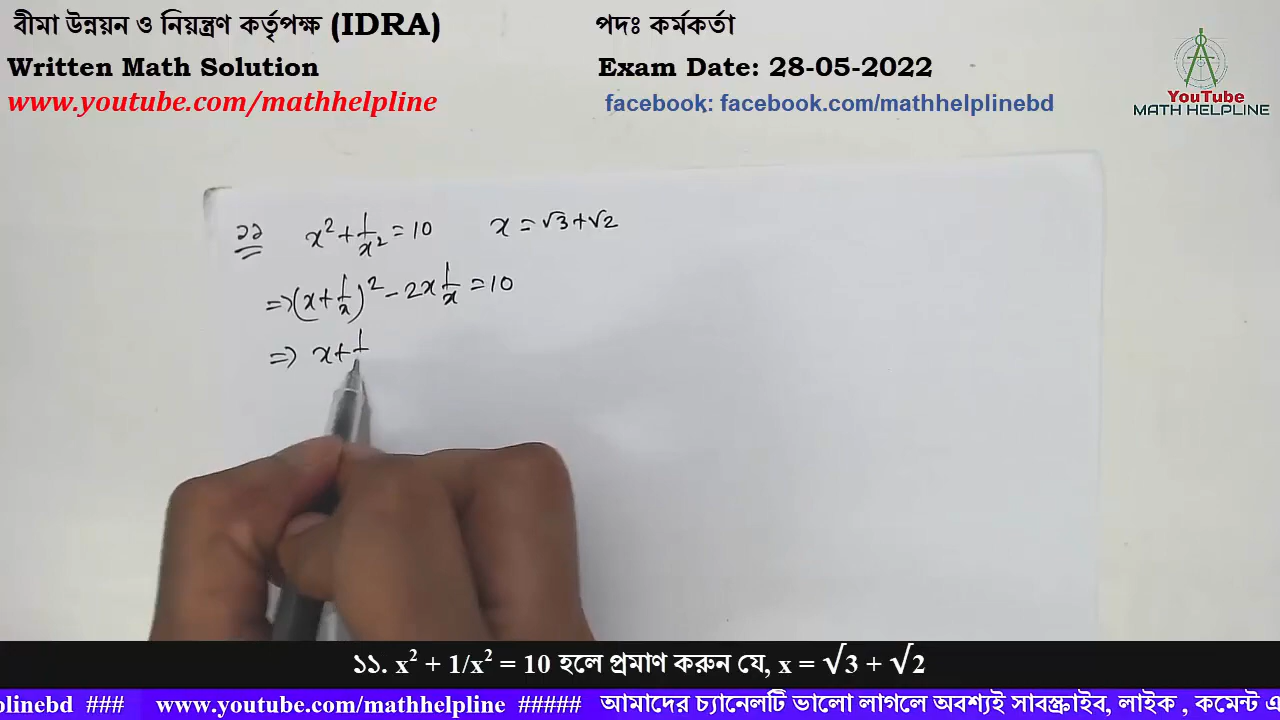 বীমা উন্নয়ন ও নিয়ন্ত্রণ কর্তৃপক্ষ (IDRA)
পদঃ কর্মকর্তা
Written Math Solution
Exam Date: 28-05-2022
www.youtube.com/mathhelpline
facebook: facebook.com/mathhelplinebd
YouTube
MATH HELPLINE
১১ x² + 1/x² = 10 x = √3 + √2
⇒ (x + 1/x)² - 2x 1/x = 10
⇒ x + 1
১১. x² + 1/x² = 10 হলে প্রমাণ করুন যে, x = √3 + √2
plinebd ### www.youtube.com/mathhelpline ##### আমাদের চ্যানেলটি ভালো লাগলে অবশ্যই সাবস্ক্রাইব, লাইক , কমেন্ট এ